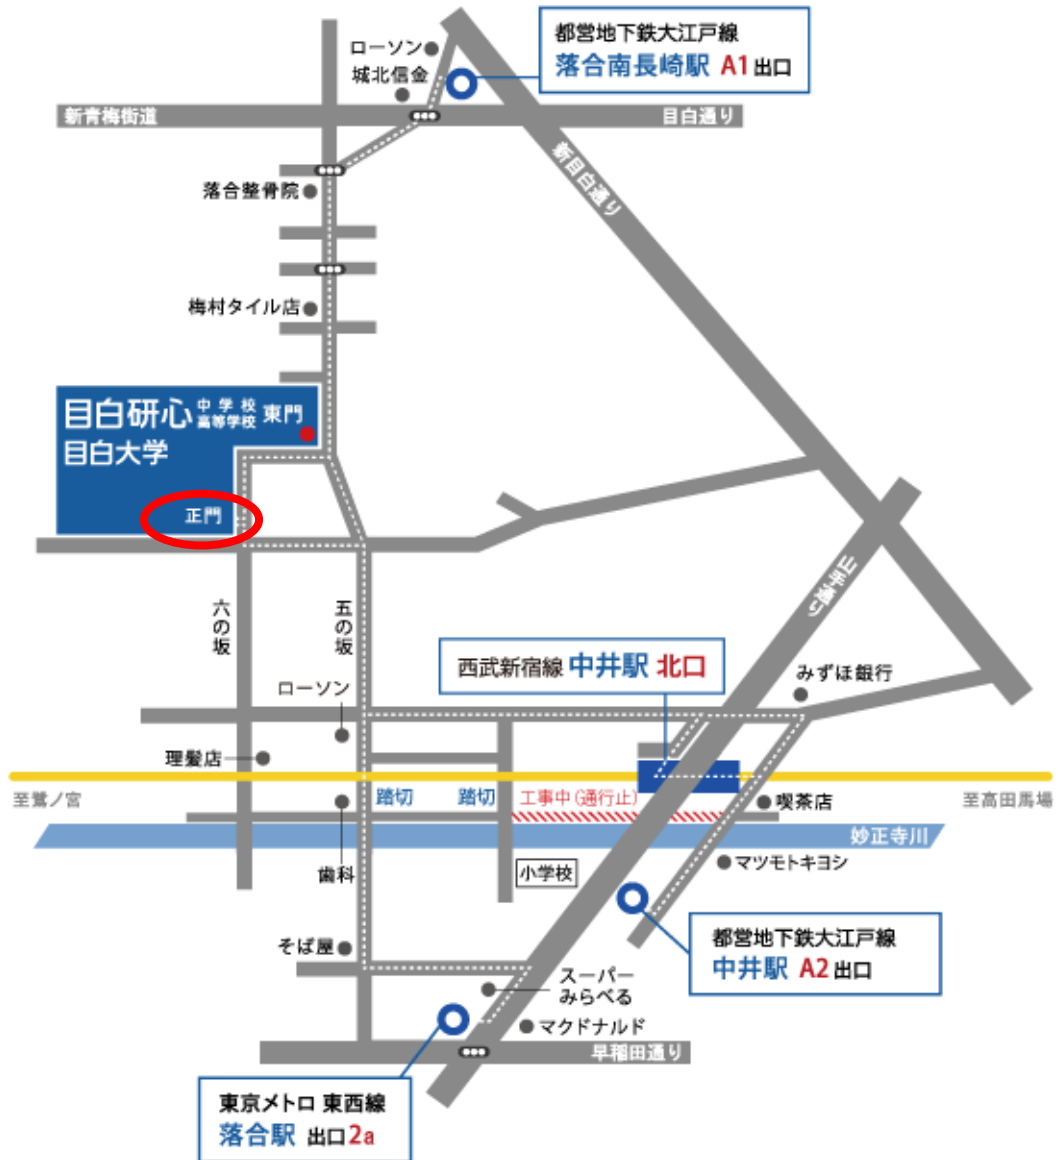 都営地下鉄大江戸線
落合南長崎駅 A1 出口
ローソン
城北信金
新青梅街道
目白通り
新目白通り
落合整骨院
梅村タイル店
目白研心 中学校 高等学校 東門
目白大学
正門
山手通り
六の坂
五の坂
西武新宿線 中井駅 北口
みずほ銀行
ローソン
理髪店
至鷺ノ宮
踏切
踏切
工事中(通行止)
喫茶店
至高田馬場
妙正寺川
歯科
小学校
マツモトキヨシ
そば屋
都営地下鉄大江戸線
中井駅 A2 出口
スーパー
みらべる
マクドナルド
早稲田通り
東京メトロ 東西線
落合駅 出口2a